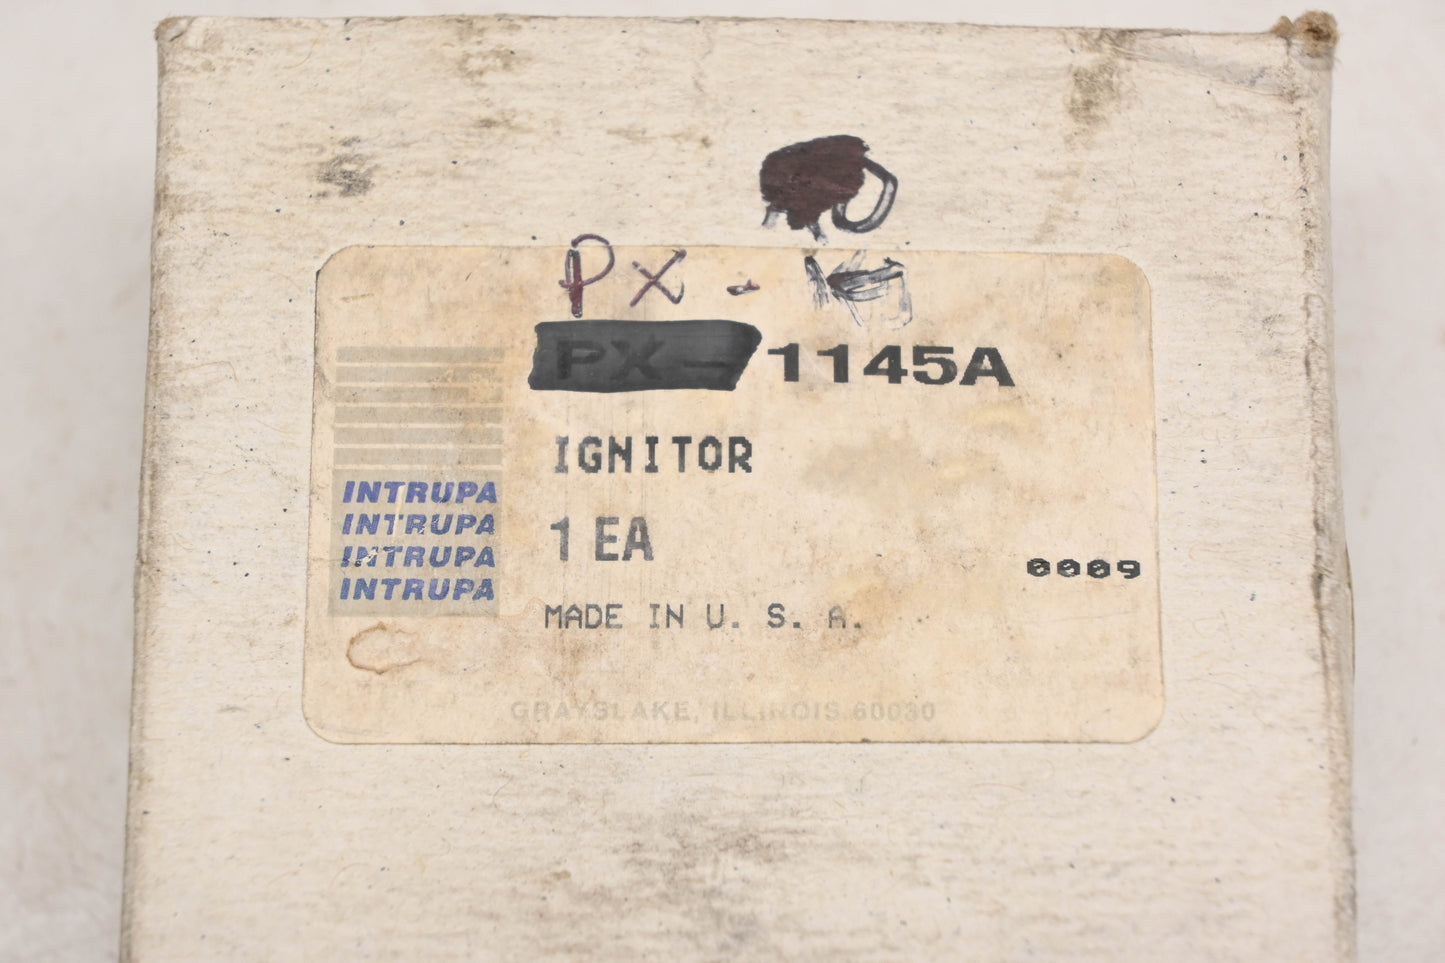 PX -
PX-1145A
IGNITOR
INTRUPA
INTRUPA
INTRUPA
INTRUPA
1 EA
0009
MADE IN U. S. A.
GRAYSLAKE, ILLINOIS 60030